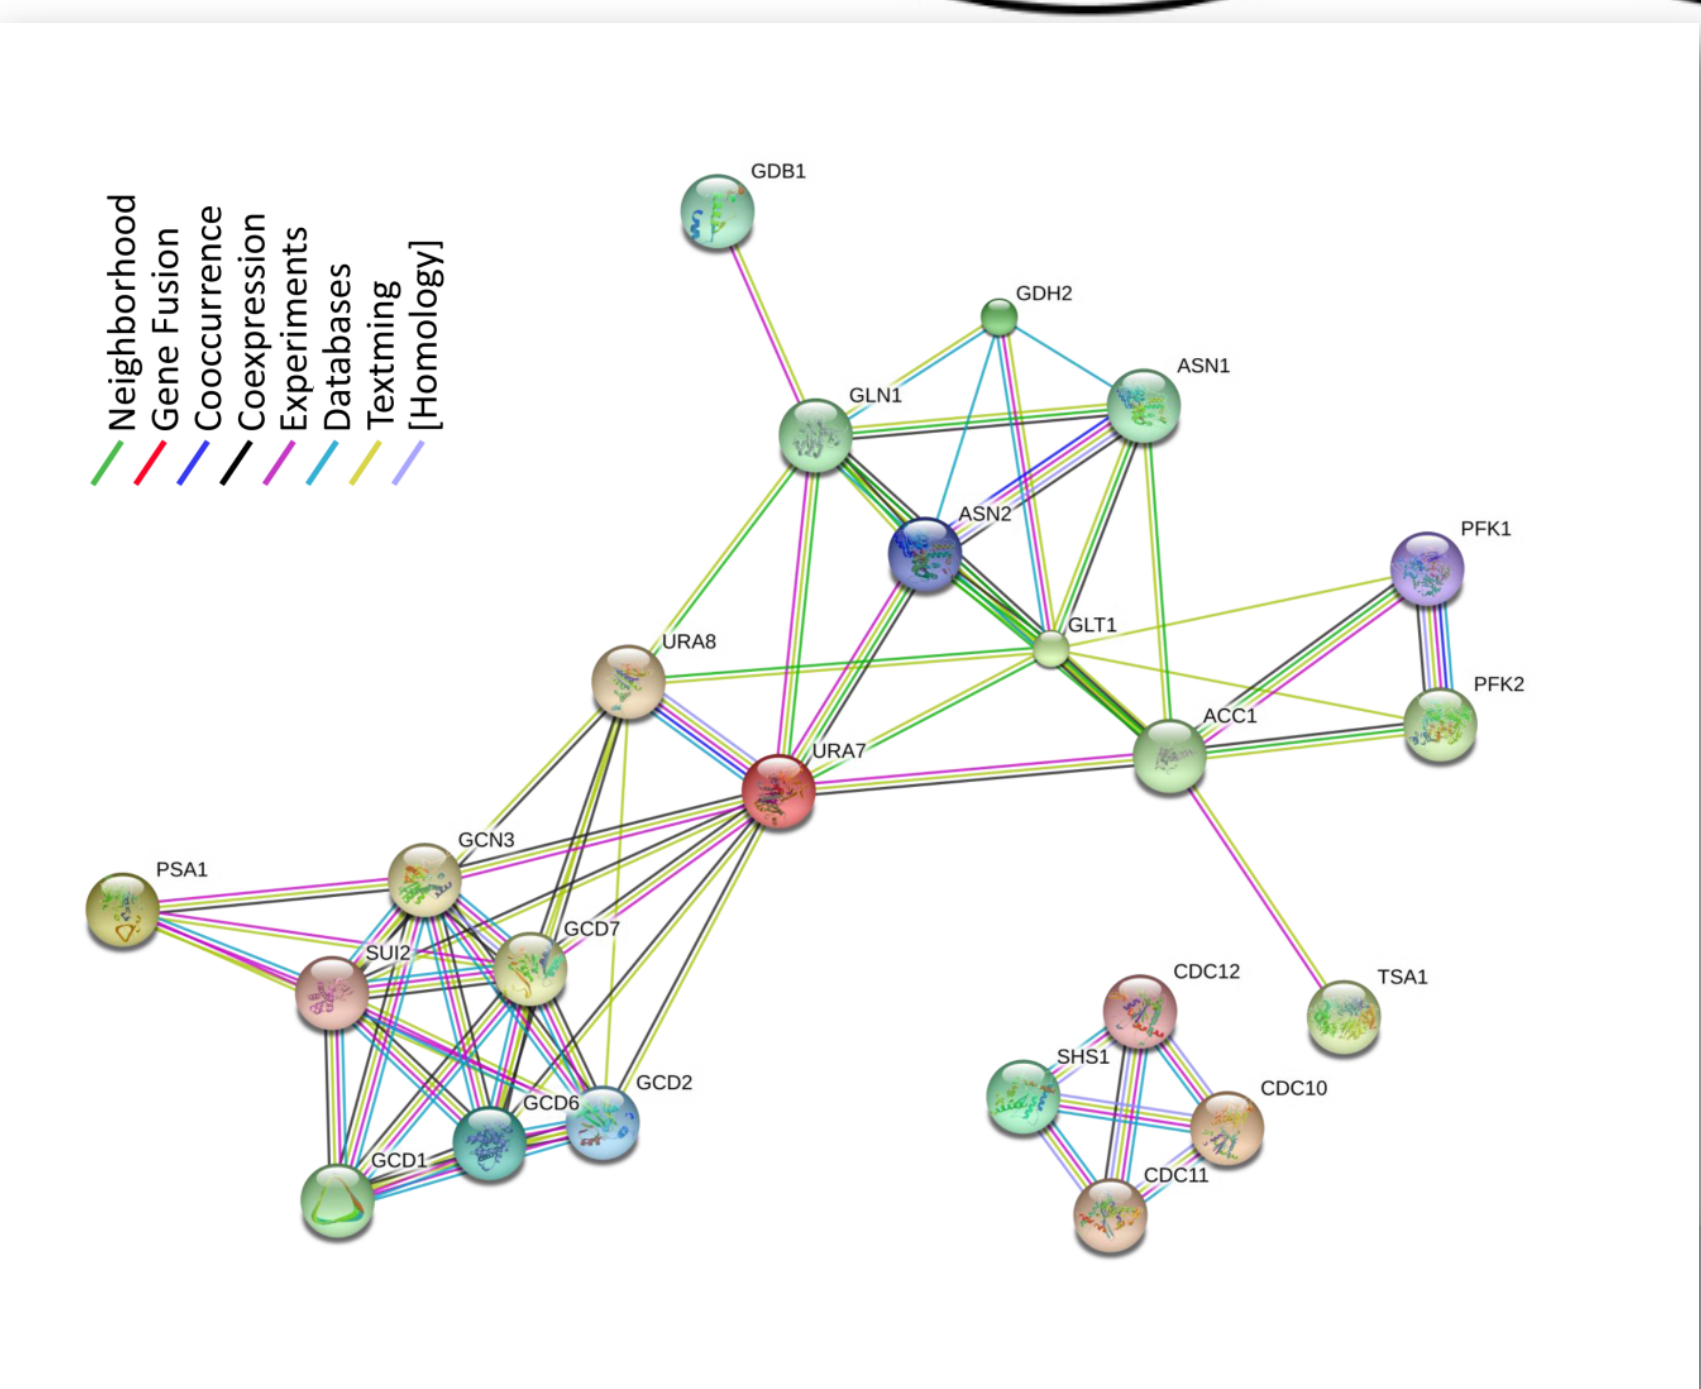 Neighborhood
Gene Fusion
Cooccurrence
Coexpression
Experiments
Databases
Textming
[Homology]
GDB1
GDH2
ASN1
GLN1
ASN2
PFK1
GLT1
URA8
PFK2
ACC1
URA7
GCN3
PSA1
GCD7
SUI2
CDC12
TSA1
SHS1
GCD2
CDC10
GCD6
GCD1
CDC11